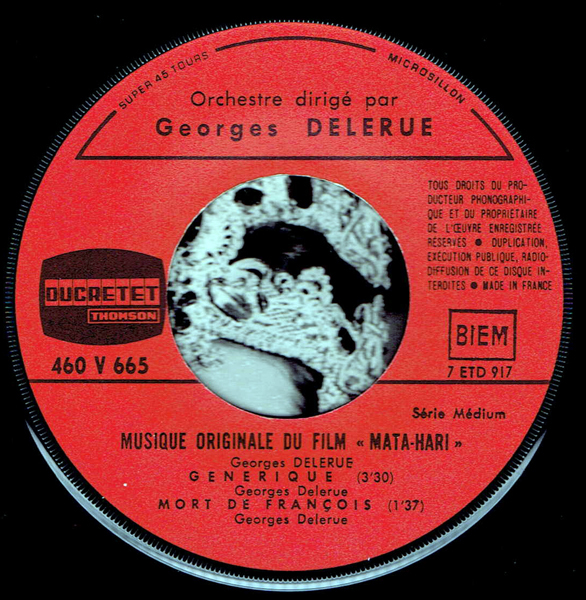 SUPER 45 TOURS
MICROSILLON
Orchestre dirigé par
Georges DELERUE
TOUS DROITS DU PRO-
DUCTEUR PHONOGRAPHI-
QUE ET DU PROPRIÉTAIRE
DE L'ŒUVRE ENREGISTRÉE
RÉSERVÉS ● DUPLICATION,
EXÉCUTION PUBLIQUE, RADIO-
DIFFUSION DE CE DISQUE IN-
TERDITES ● MADE IN FRANCE
DUCRETET
THOMSON
460 V 665
BIEM
7 ETD 917
Série Médium
MUSIQUE ORIGINALE DU FILM « MATA-HARI »
Georges DELERUE
GENERIQUE (3'30)
Georges Delerue
MORT DE FRANÇOIS (1'37)
Georges Delerue